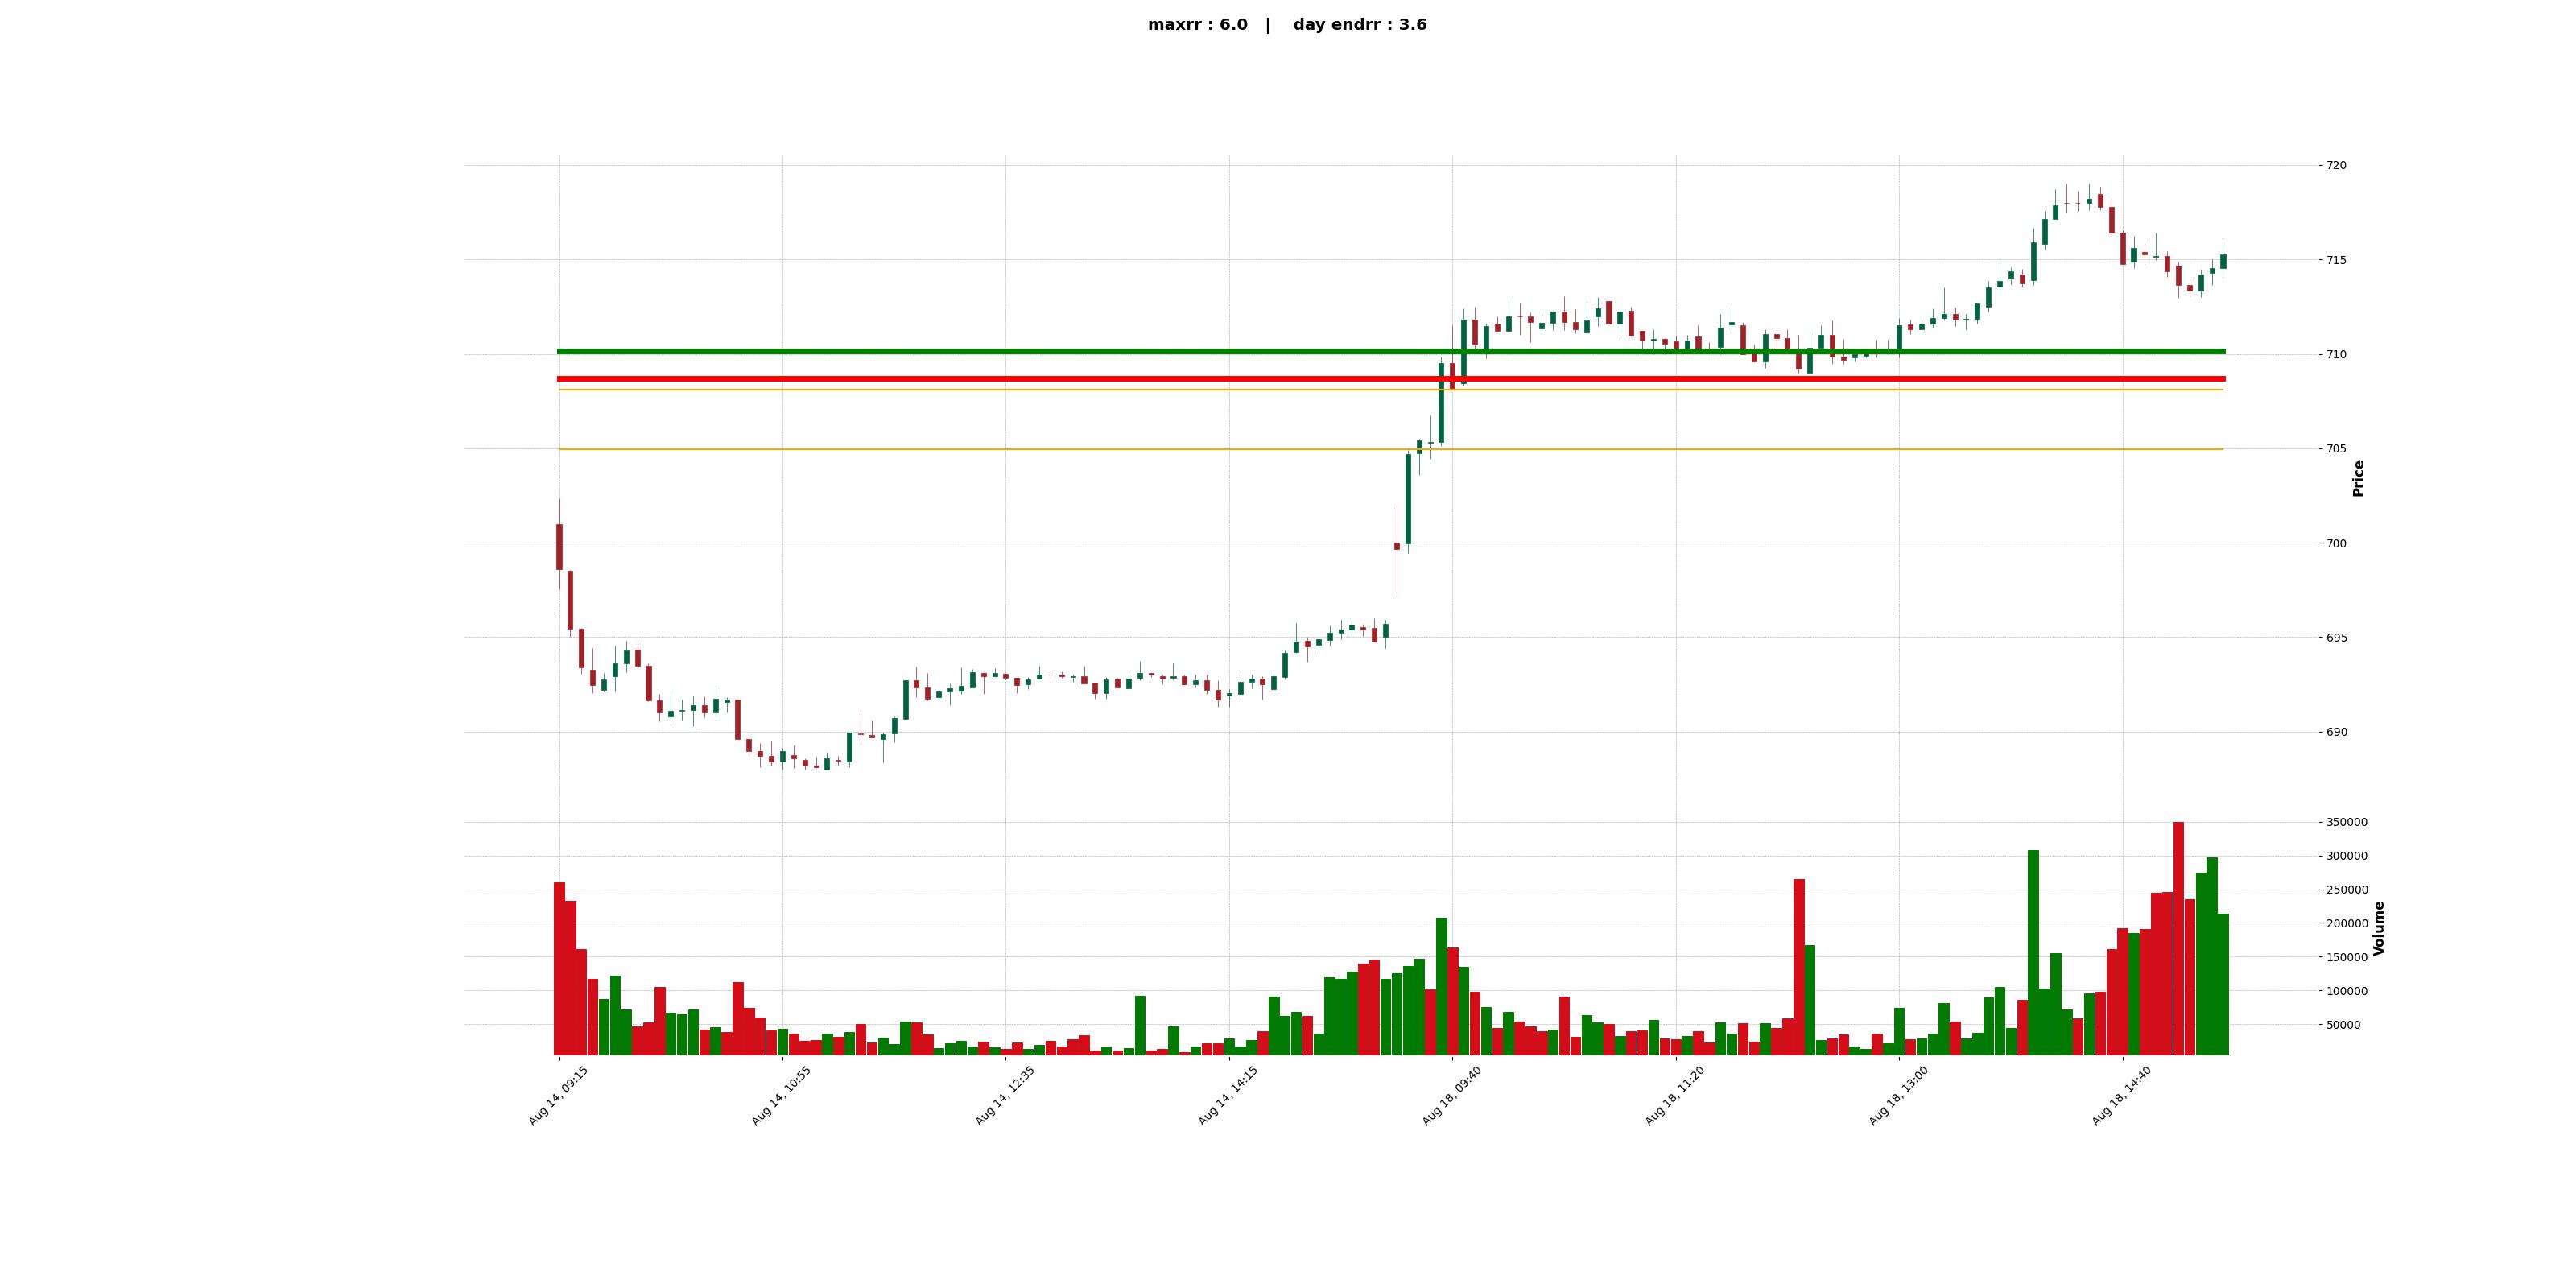 maxrr : 6.0   |    day endrr : 3.6
720
715
710
705
700
695
690
Price
350000
300000
250000
200000
150000
100000
50000
Volume
Aug 14, 09:15
Aug 14, 10:55
Aug 14, 12:35
Aug 14, 14:15
Aug 18, 09:40
Aug 18, 11:20
Aug 18, 13:00
Aug 18, 14:40